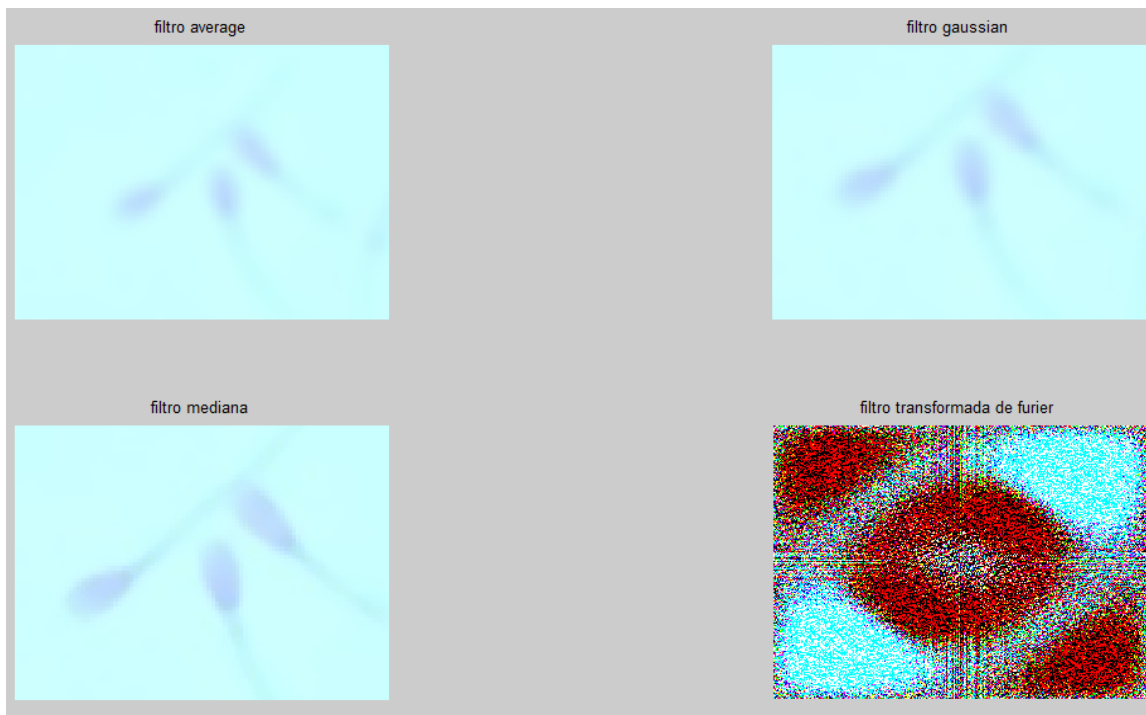 filtro average
filtro gaussian
filtro mediana
filtro transformada de furier